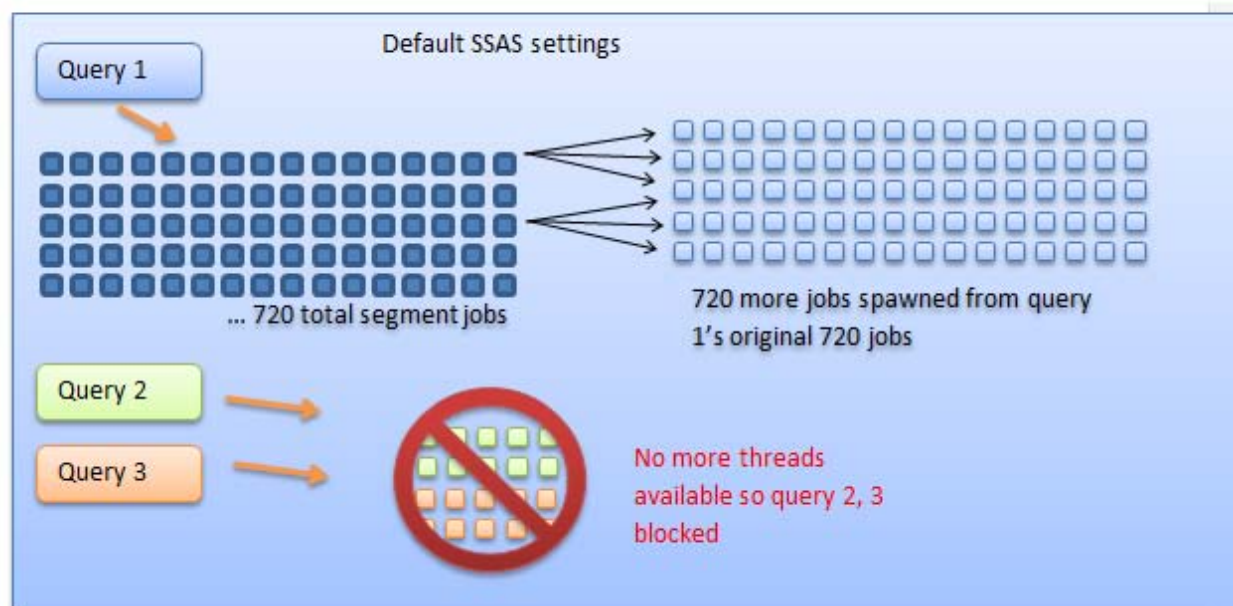 Default SSAS settings
Query 1
... 720 total segment jobs
720 more jobs spawned from query
1's original 720 jobs
Query 2
Query 3
No more threads
available so query 2, 3
blocked